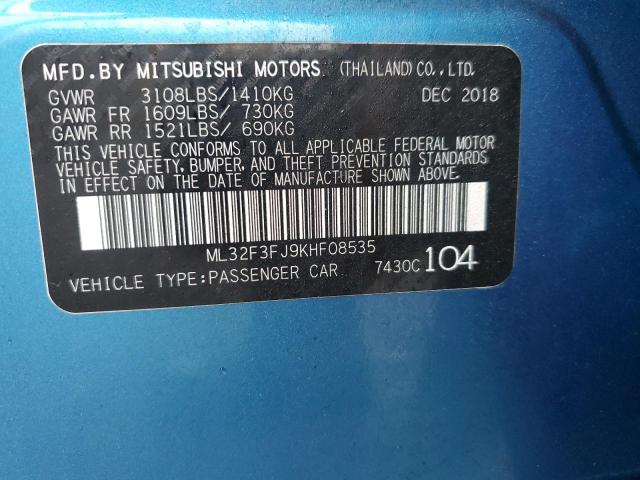 MFD.BY MITSUBISHI MOTORS (THAILAND)CO.,LTD.
GVWR 3108LBS/1410KG DEC 2018
GAWR FR 1609LBS/ 730KG
GAWR RR 1521LBS/ 690KG
THIS VEHICLE CONFORMS TO ALL APPLICABLE FEDERAL MOTOR
VEHICLE SAFETY, BUMPER, AND THEFT PREVENTION STANDARDS
IN EFFECT ON THE DATE OF MANUFACTURE SHOWN ABOVE.
ML32F3FJ9KHF08535
VEHICLE TYPE:PASSENGER CAR 7430C 104